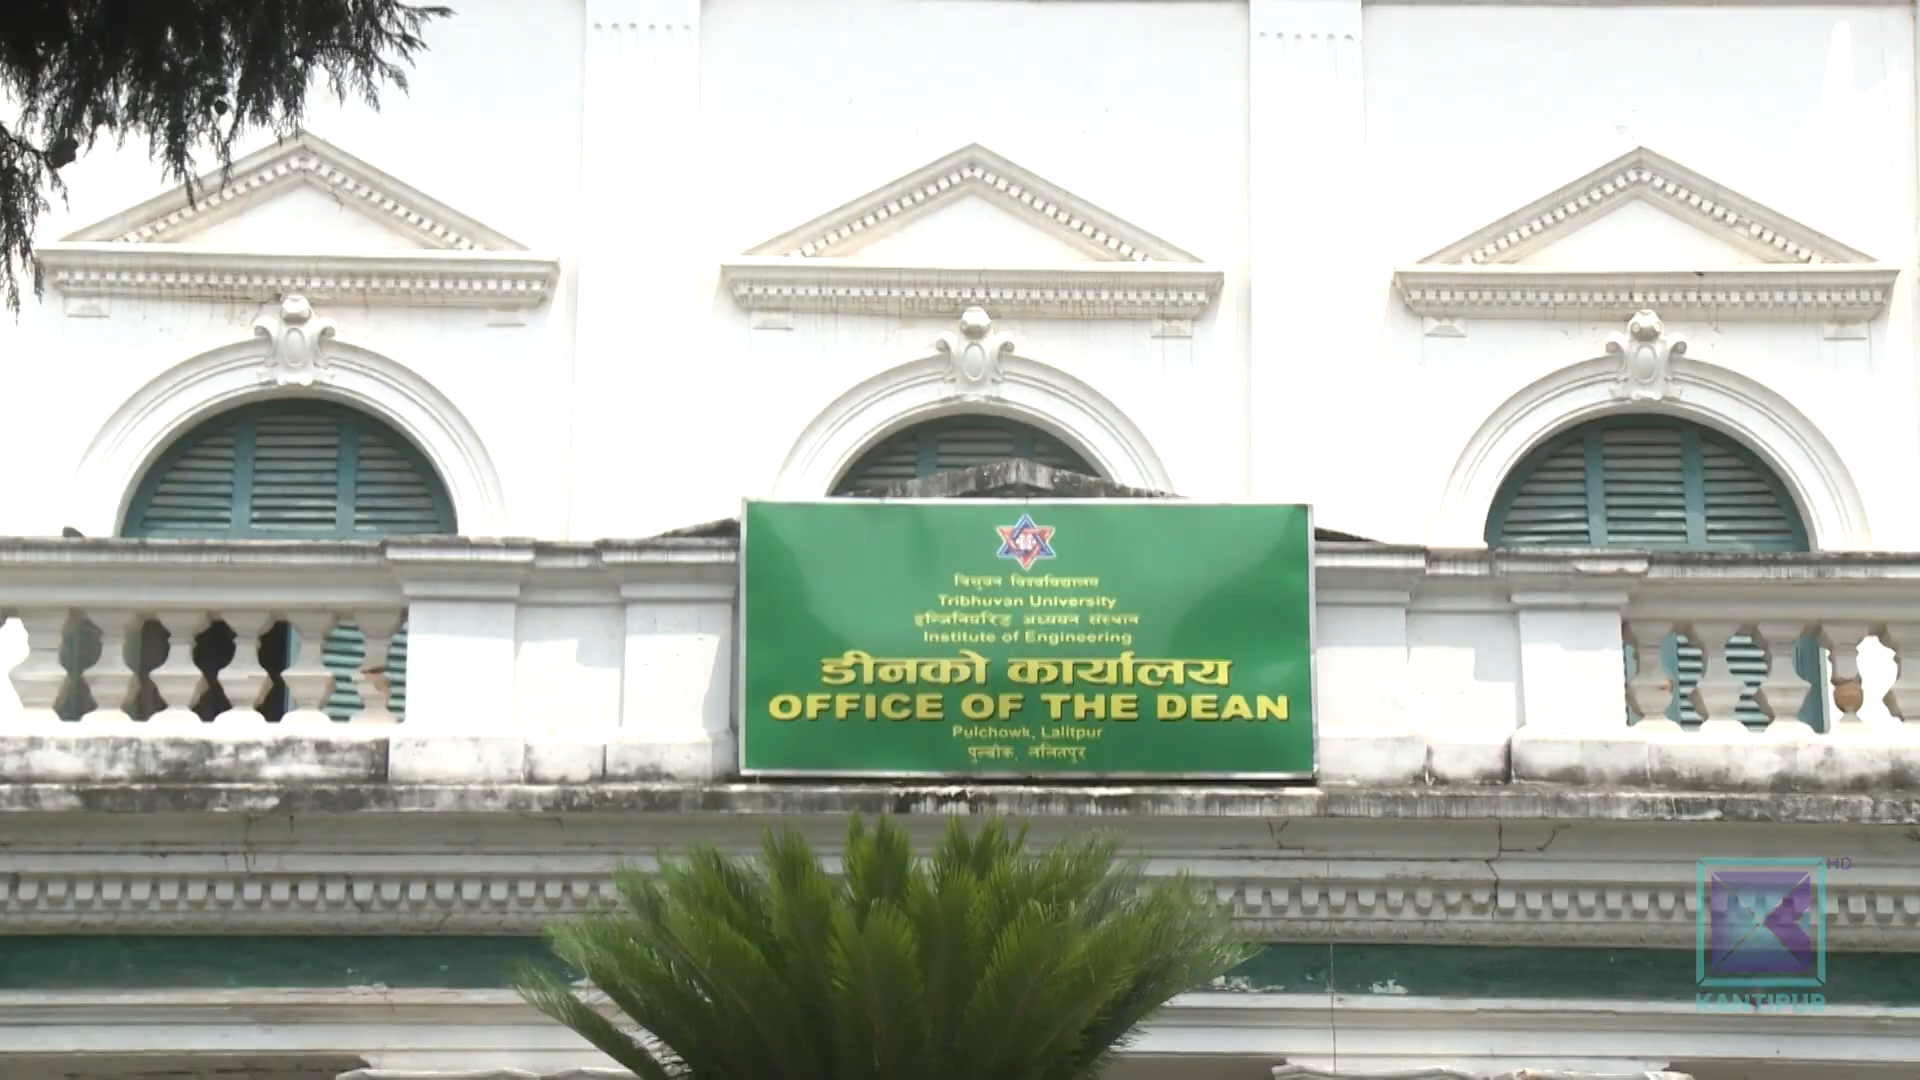 त्रिभुवन विश्वविद्यालय
Tribhuvan University
इन्जिनियरिङ्ग अध्ययन संस्थान
Institute of Engineering
डीनको कार्यालय
OFFICE OF THE DEAN
Pulchowk, Lalitpur
पुल्चोक, ललितपुर
HD
KANTIPUR